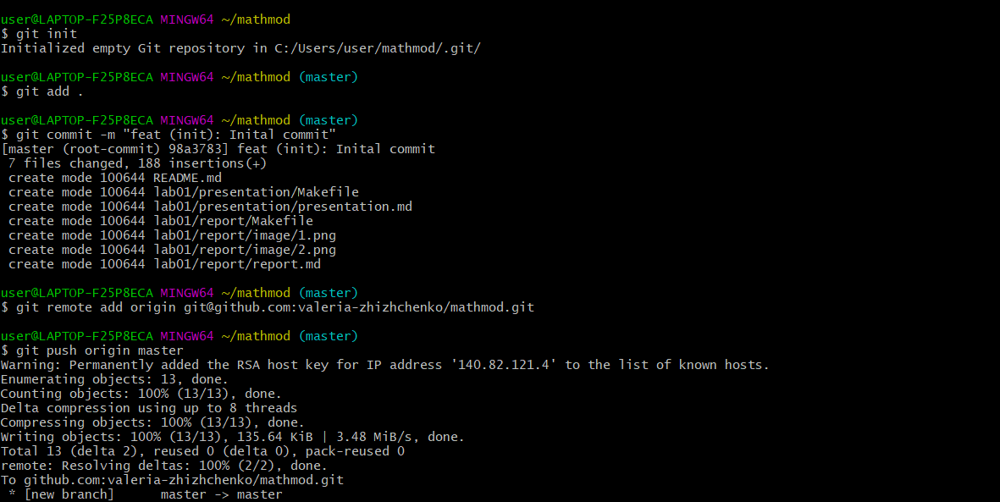 user@LAPTOP-F25P8ECA MINGW64 ~/mathmod
$ git init
Initialized empty Git repository in C:/Users/user/mathmod/.git/
user@LAPTOP-F25P8ECA MINGW64 ~/mathmod (master)
$ git add .
user@LAPTOP-F25P8ECA MINGW64 ~/mathmod (master)
$ git commit -m "feat (init): Inital commit"
[master (root-commit) 98a3783] feat (init): Inital commit
 7 files changed, 188 insertions(+)
 create mode 100644 README.md
 create mode 100644 lab01/presentation/Makefile
 create mode 100644 lab01/presentation/presentation.md
 create mode 100644 lab01/report/Makefile
 create mode 100644 lab01/report/image/1.png
 create mode 100644 lab01/report/image/2.png
 create mode 100644 lab01/report/report.md
user@LAPTOP-F25P8ECA MINGW64 ~/mathmod (master)
$ git remote add origin git@github.com:valeria-zhizhchenko/mathmod.git
user@LAPTOP-F25P8ECA MINGW64 ~/mathmod (master)
$ git push origin master
Warning: Permanently added the RSA host key for IP address '140.82.121.4' to the list of known hosts.
Enumerating objects: 13, done.
Counting objects: 100% (13/13), done.
Delta compression using up to 8 threads
Compressing objects: 100% (13/13), done.
Writing objects: 100% (13/13), 135.64 KiB | 3.48 MiB/s, done.
Total 13 (delta 2), reused 0 (delta 0), pack-reused 0
remote: Resolving deltas: 100% (2/2), done.
To github.com:valeria-zhizhchenko/mathmod.git
 * [new branch]      master -> master